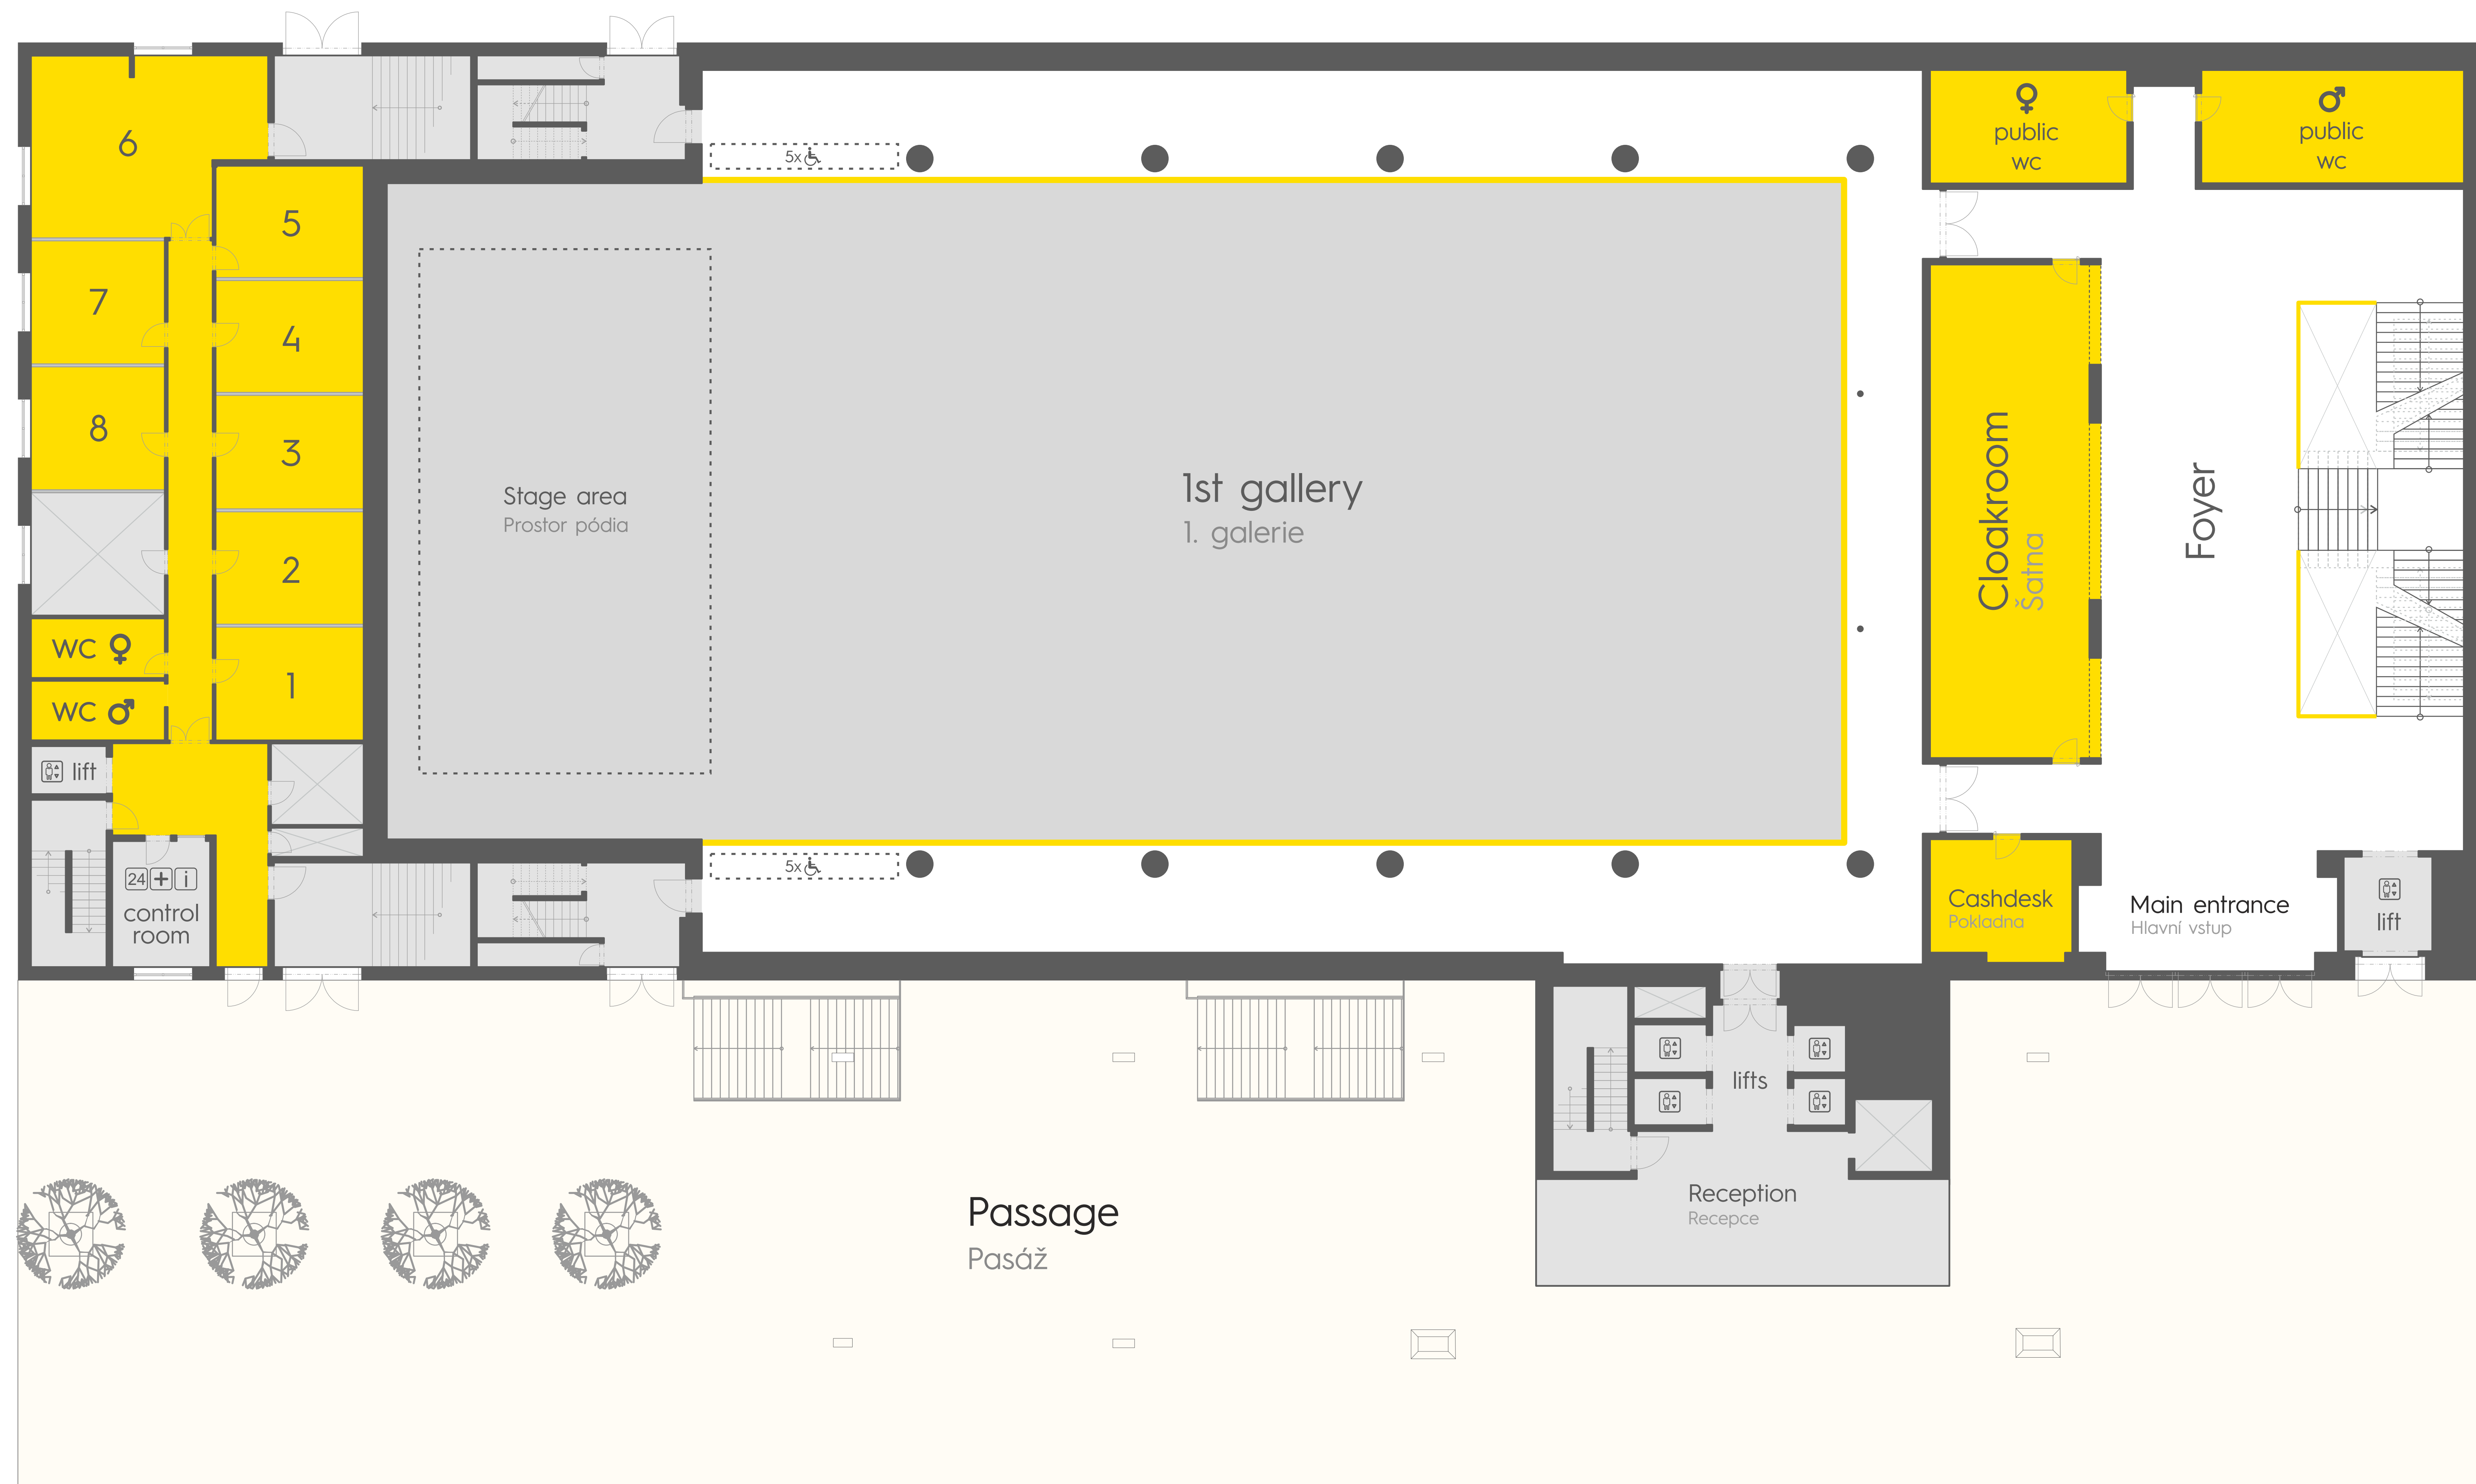 6
5
7
4
8
3
2
1
WC
WC
lift
24 i
control
room
5x
5x
Stage area
Prostor pódia
1st gallery
1. galerie
public
wc
public
wc
Cloakroom
Šatna
Foyer
Cashdesk
Pokladna
Main entrance
Hlavní vstup
lift
lifts
Reception
Recepce
Passage
Pasáž